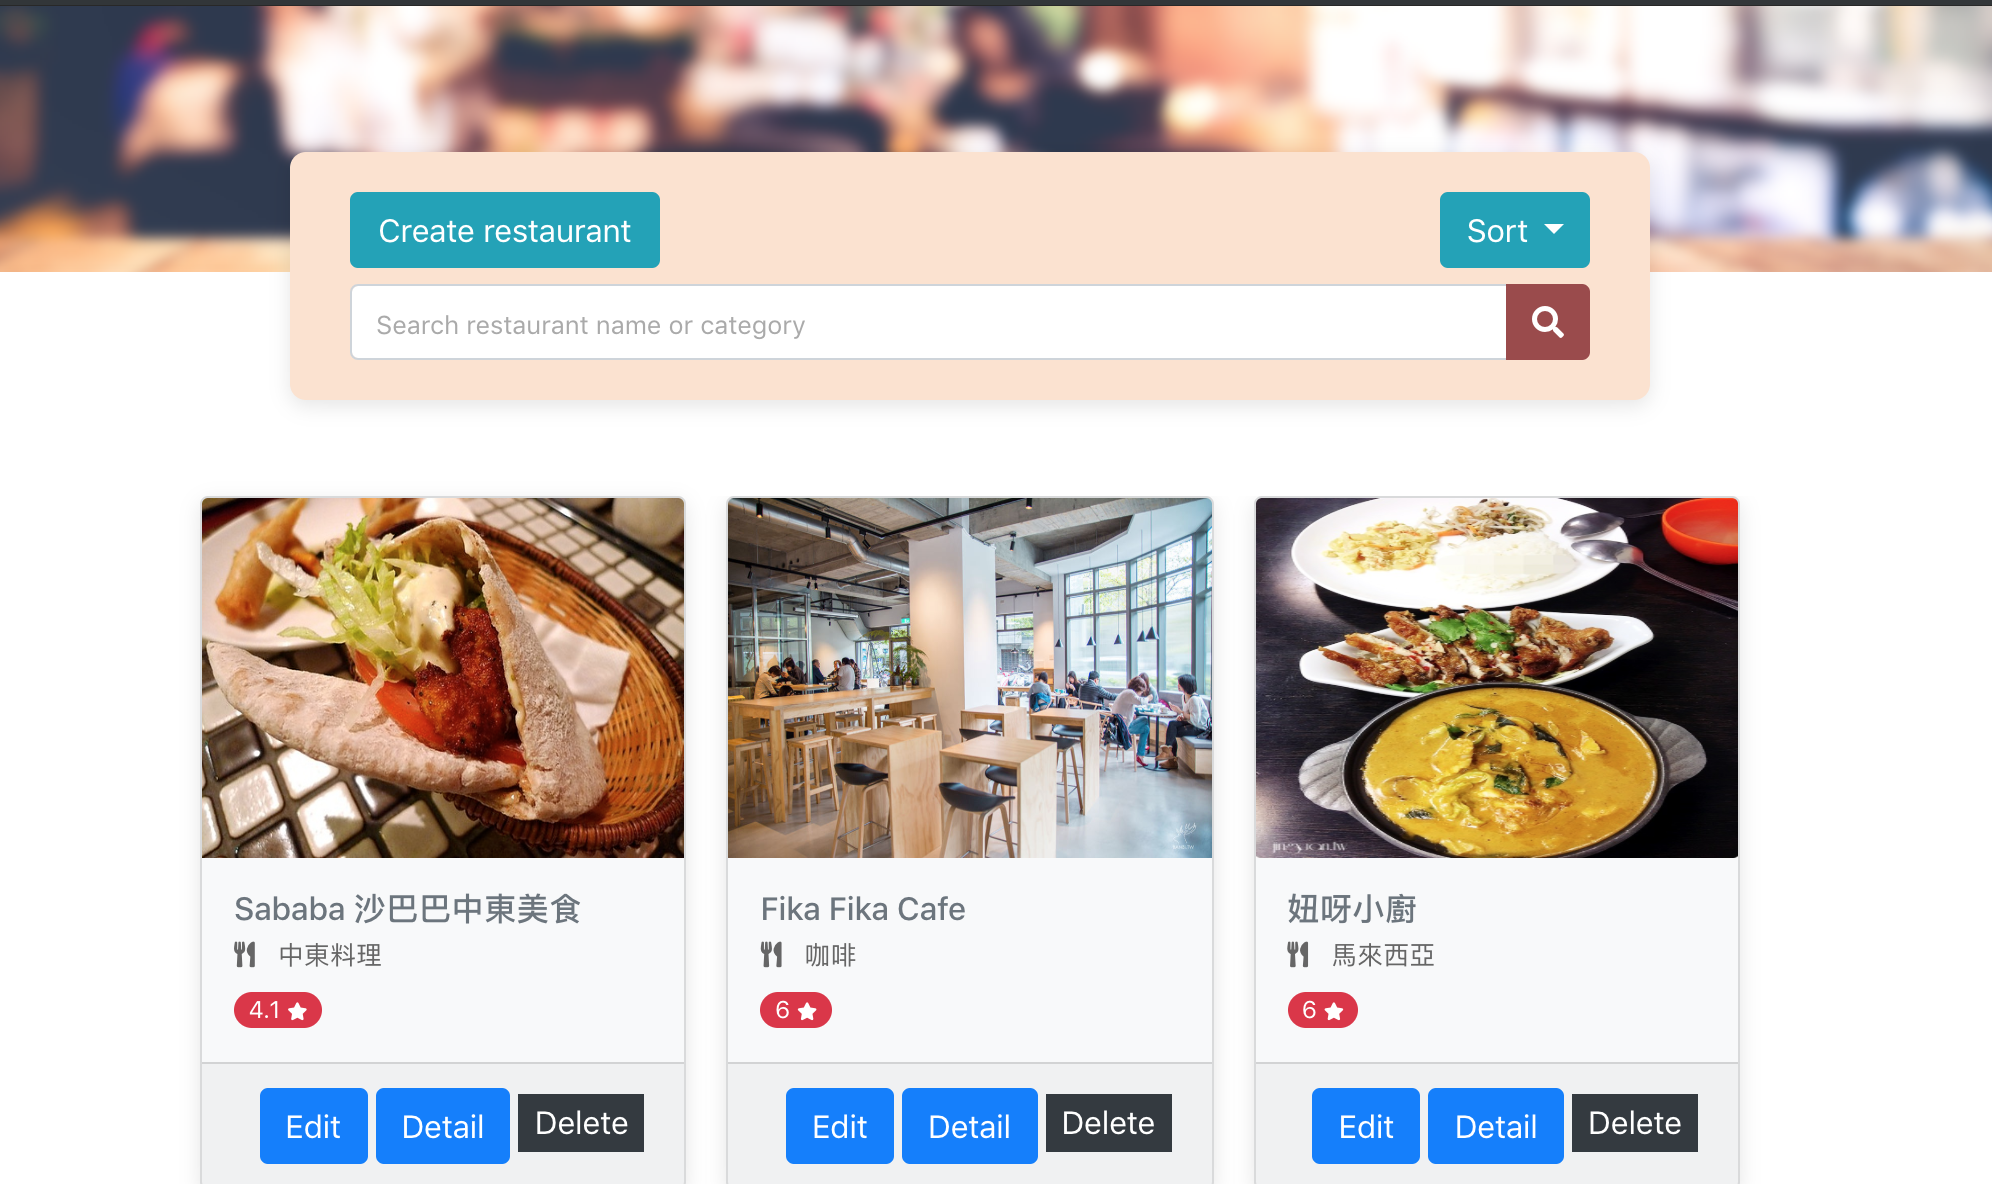 Create restaurant
Sort
Search restaurant name or category
Sababa 沙巴巴中東美食
中東料理
4.1
Edit Detail Delete
Fika Fika Cafe
咖啡
6
Edit Detail Delete
妞呀小廚
馬來西亞
6
Edit Detail Delete